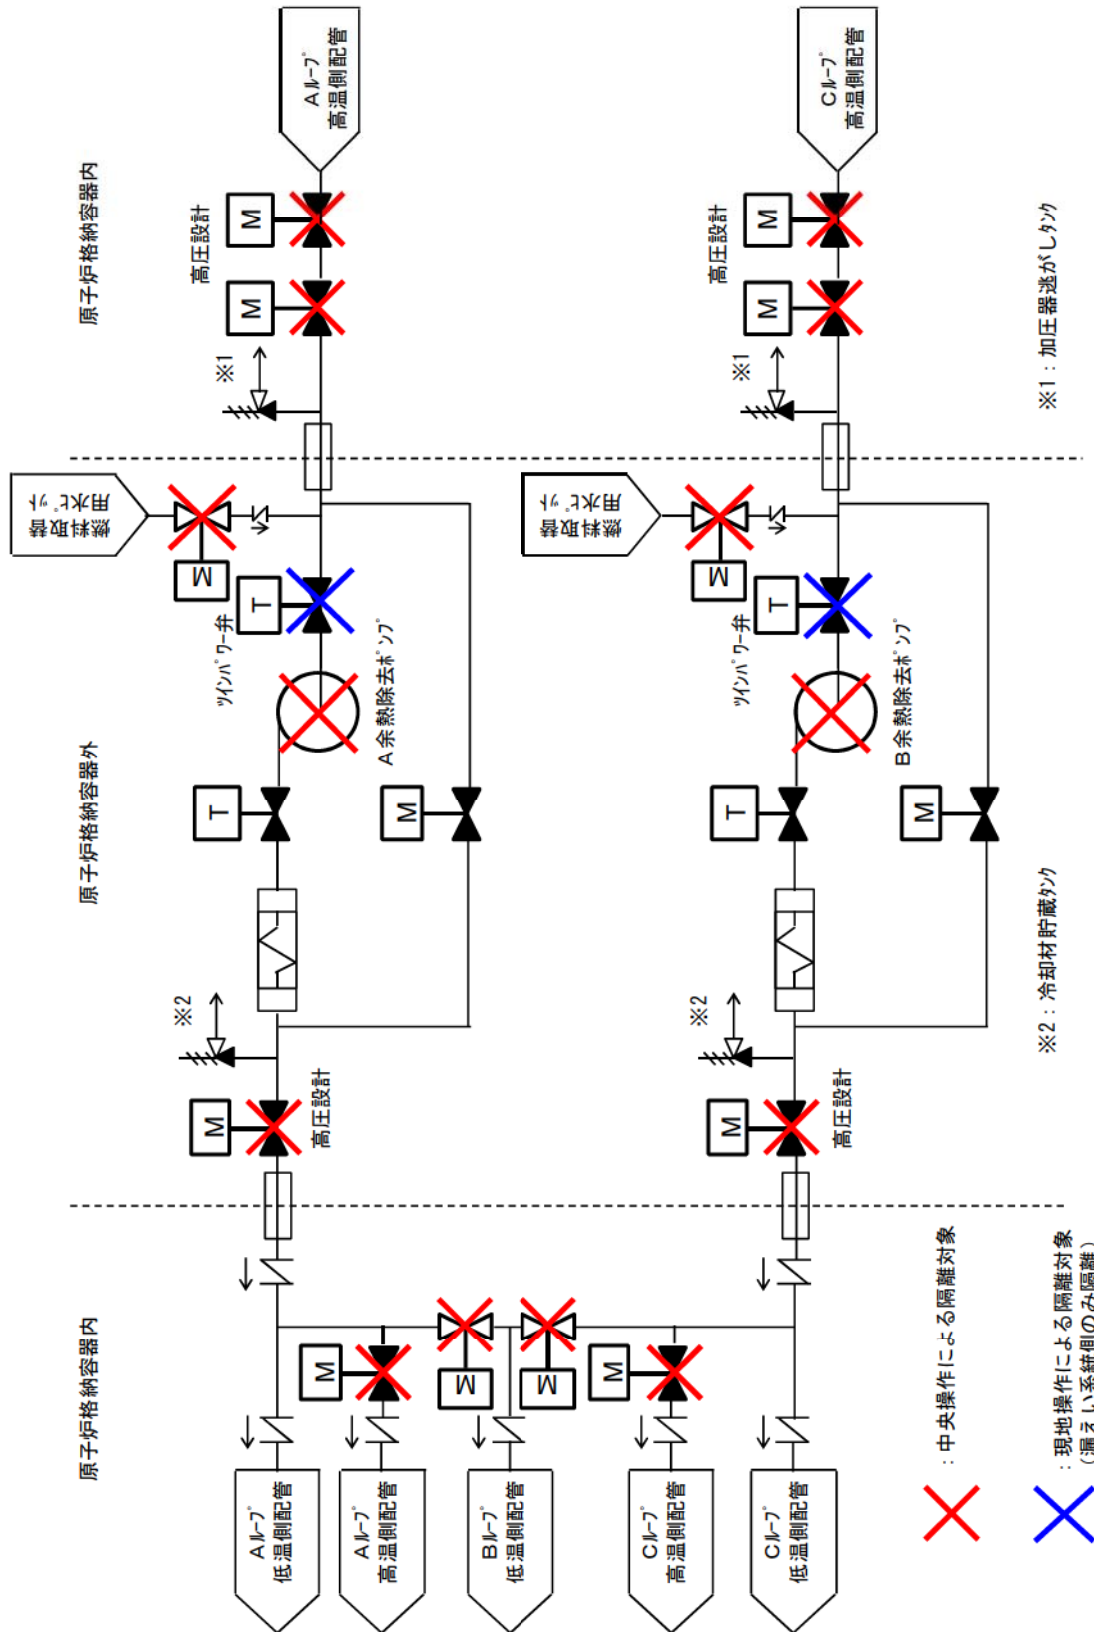 原子炉格納容器内
原子炉格納容器外
原子炉格納容器内
Aﾙｰﾌﾟ
低温側配管
Aﾙｰﾌﾟ
高温側配管
Bﾙｰﾌﾟ
低温側配管
Cﾙｰﾌﾟ
高温側配管
Cﾙｰﾌﾟ
低温側配管
M
M
M
M
M
高圧設計
※2
T
M
A余熱除去ﾎﾟﾝﾌﾟ
ﾂｲﾝﾊﾟﾜｰ弁
T
M
燃料取替
用水ﾋﾟｯﾄ
※1
M
M
高圧設計
Aﾙｰﾌﾟ
高温側配管
M
高圧設計
※2
T
M
B余熱除去ﾎﾟﾝﾌﾟ
ﾂｲﾝﾊﾟﾜｰ弁
T
M
燃料取替
用水ﾋﾟｯﾄ
※1
M
M
高圧設計
Cﾙｰﾌﾟ
高温側配管
※1：加圧器逃がしﾀﾝｸ
※2：冷却材貯蔵ﾀﾝｸ
：中央操作による隔離対象
：現地操作による隔離対象
（漏えい系統側のみ隔離）